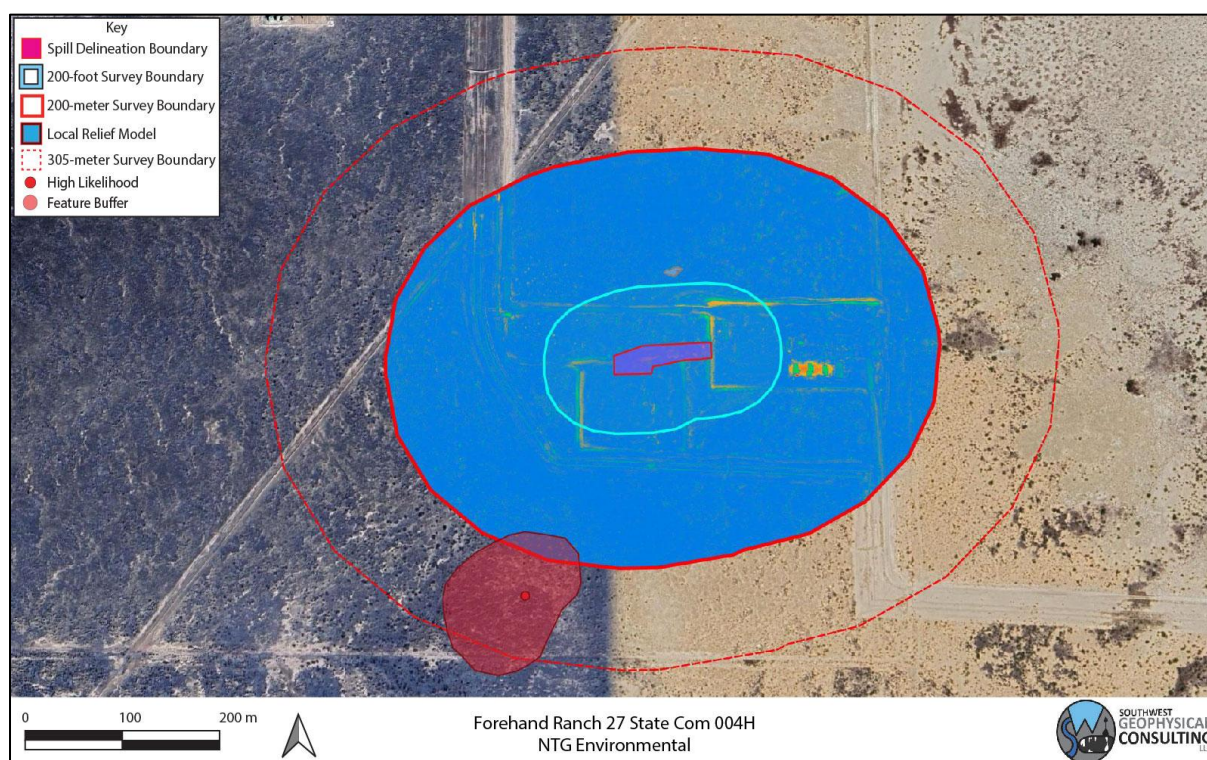 Key
Spill Delineation Boundary
200-foot Survey Boundary
200-meter Survey Boundary
Local Relief Model
305-meter Survey Boundary
High Likelihood
Feature Buffer
0 100 200 m
Forehand Ranch 27 State Com 004H
NTG Environmental
SOUTHWEST
GEOPHYSICAL
CONSULTING
LLC